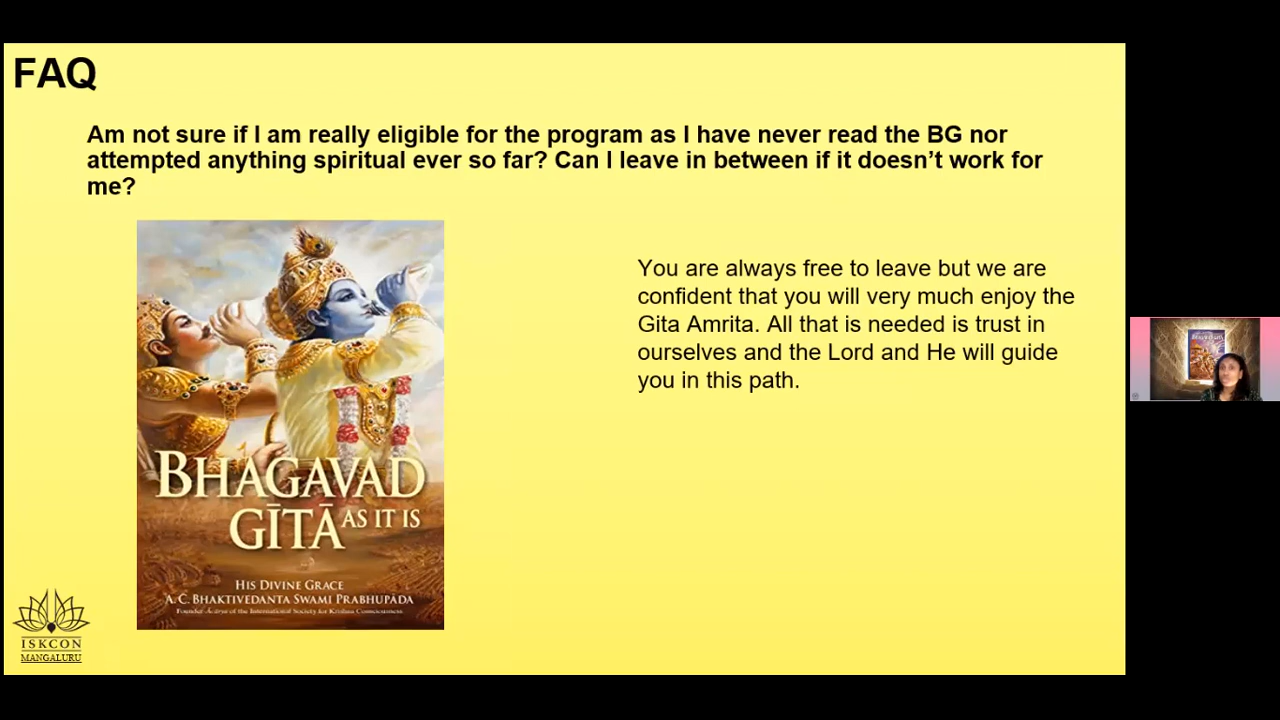 FAQ
Am not sure if I am really eligible for the program as I have never read the BG nor
attempted anything spiritual ever so far? Can I leave in between if it doesn’t work for
me?
You are always free to leave but we are
confident that you will very much enjoy the
Gita Amrita. All that is needed is trust in
ourselves and the Lord and He will guide
you in this path.
BHAGAVAD
GĪTĀ AS IT IS
HIS DIVINE GRACE
A. C. BHAKTIVEDANTA SWAMI PRABHUPĀDA
Founder-Ācārya of the International Society for Krishna Consciousness
ISKCON
MANGALURU